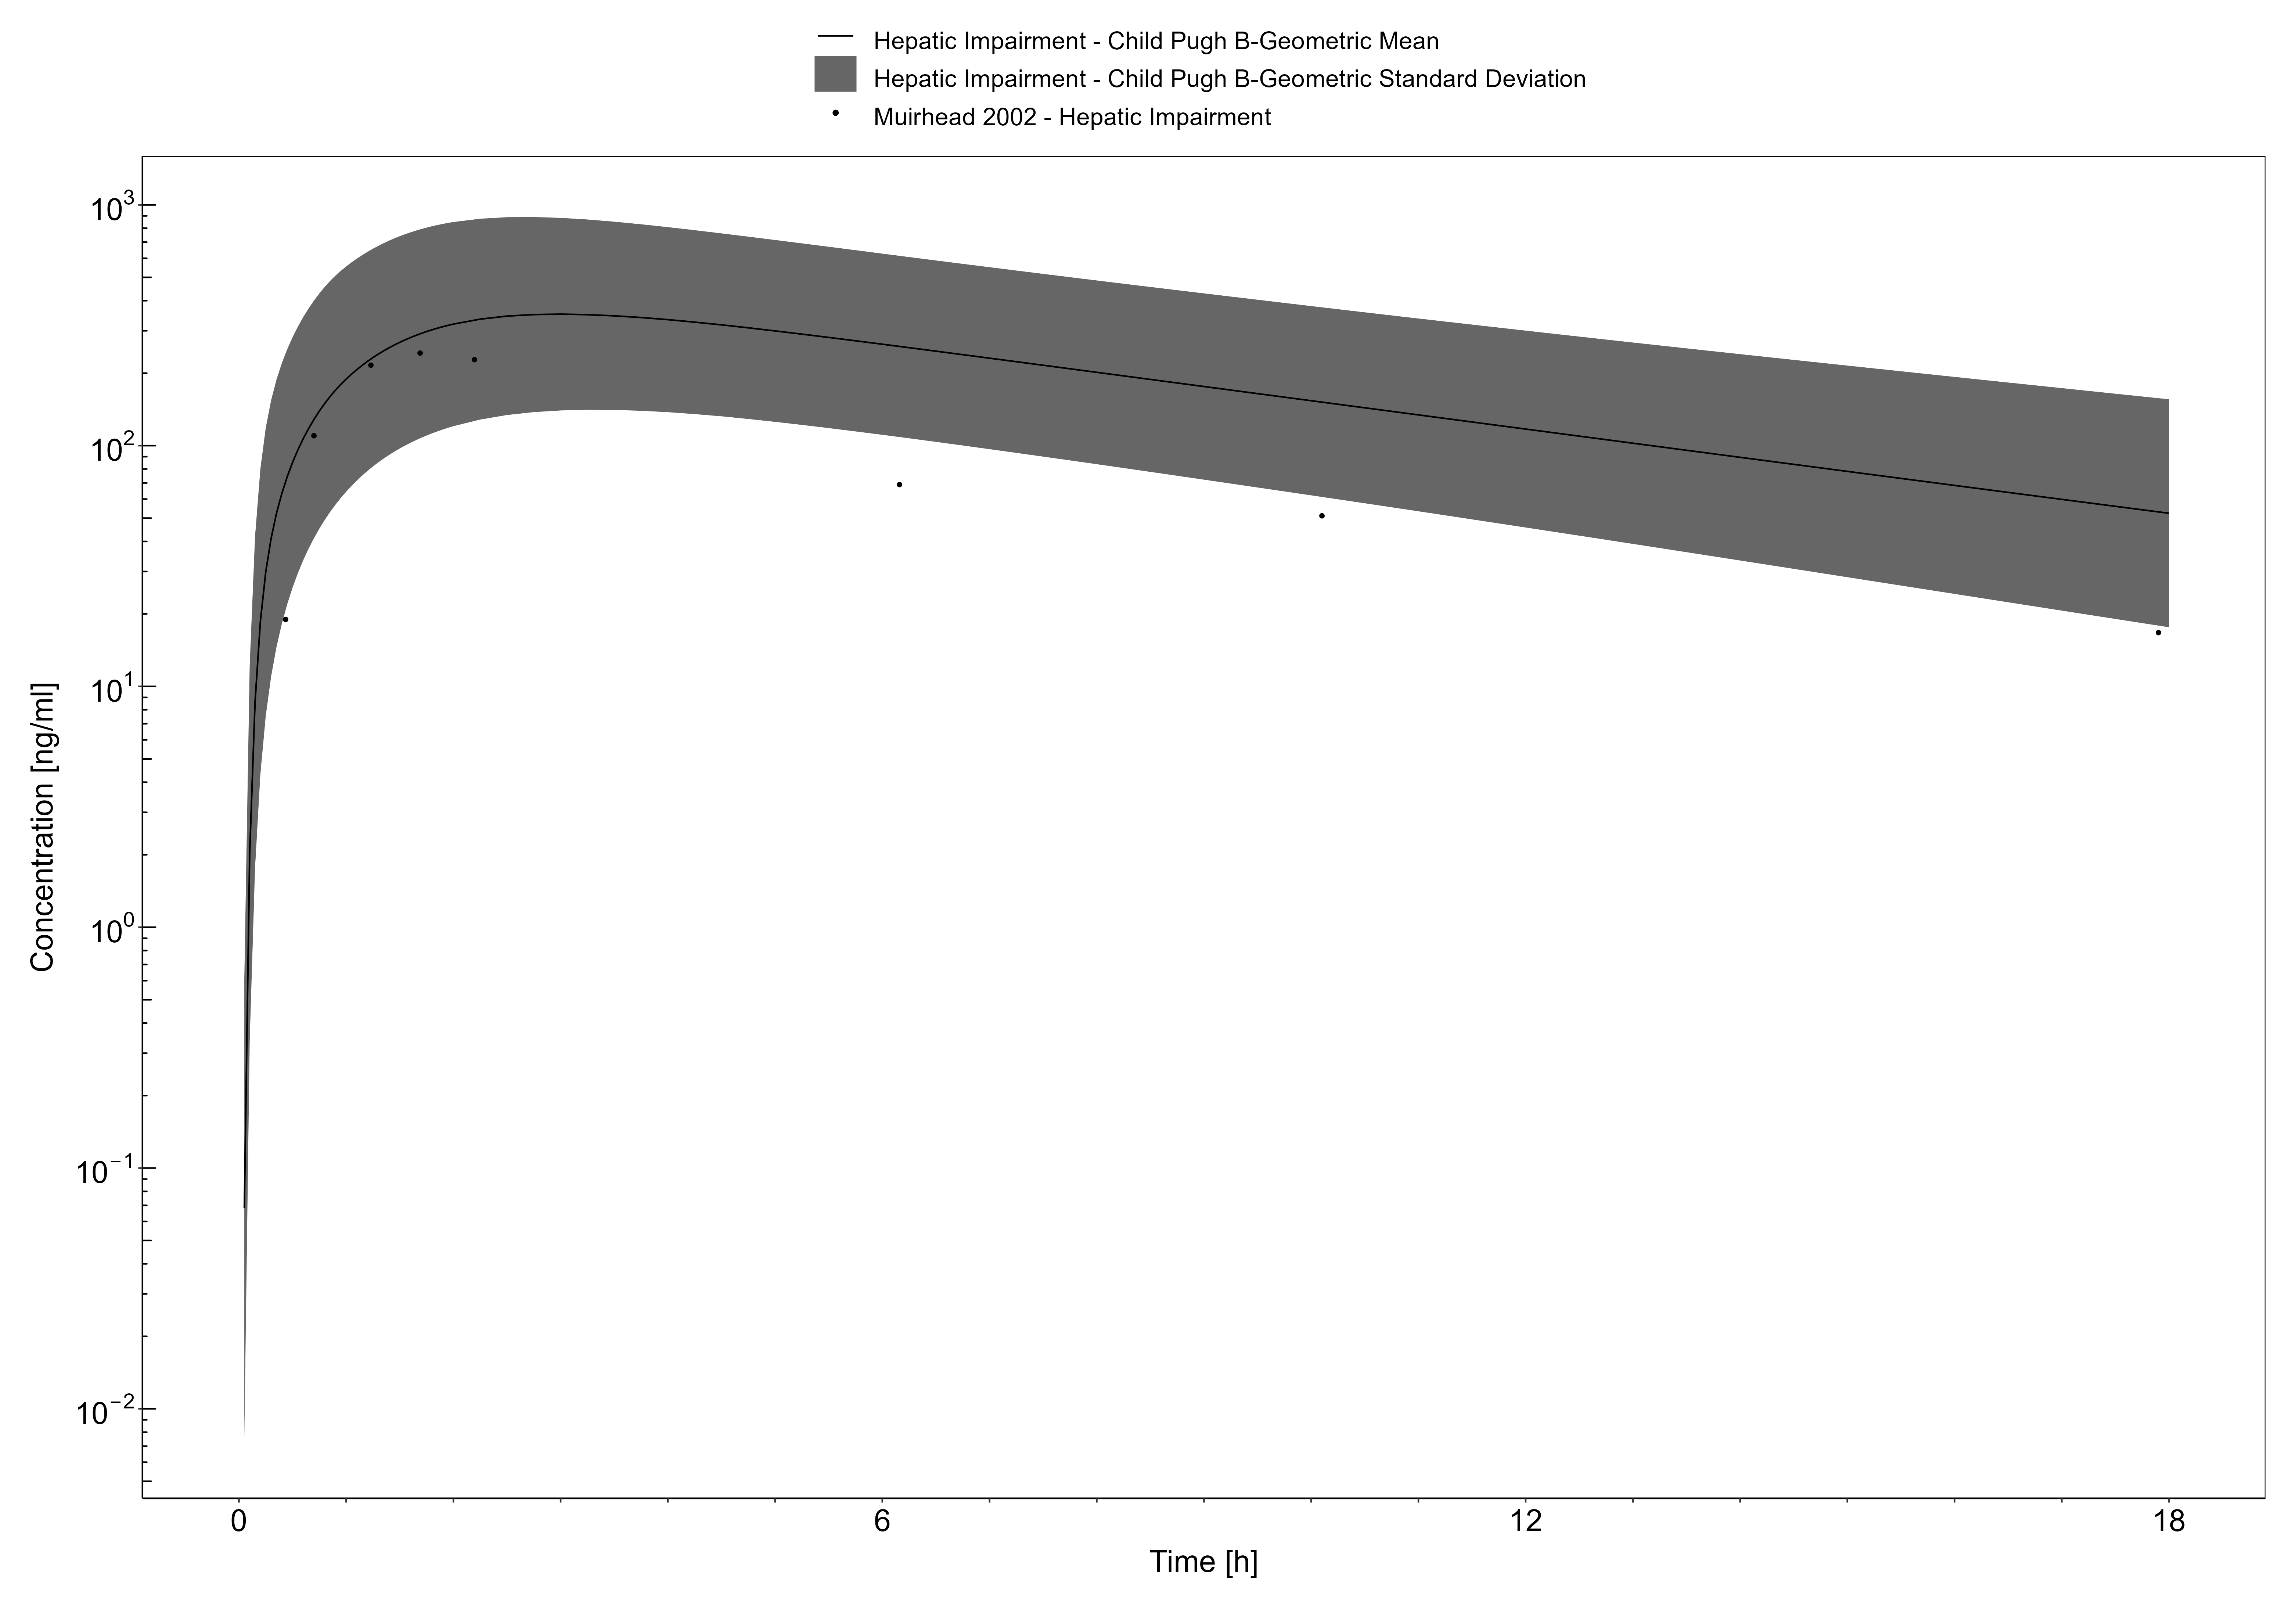 Hepatic Impairment - Child Pugh B-Geometric Mean
Hepatic Impairment - Child Pugh B-Geometric Standard Deviation
Muirhead 2002 - Hepatic Impairment
10³
10²
10¹
10⁰
10⁻¹
10⁻²
Concentration [ng/ml]
0 6 12 18
Time [h]